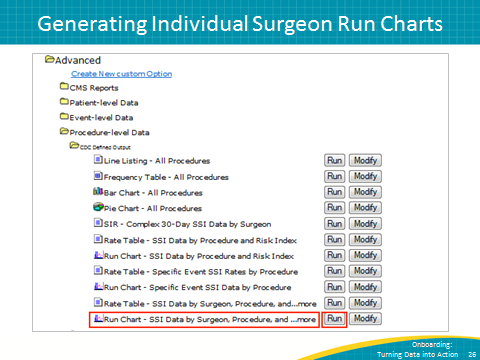 Generating Individual Surgeon Run Charts
Advanced
Create New custom Option
CMS Reports
Patient-level Data
Event-level Data
Procedure-level Data
CDC Defined Output
Line Listing - All Procedures Run Modify
Frequency Table - All Procedures Run Modify
Bar Chart - All Procedures Run Modify
Pie Chart - All Procedures Run Modify
SIR - Complex 30-Day SSI Data by Surgeon Run Modify
Rate Table - SSI Data by Procedure and Risk Index Run Modify
Run Chart - SSI Data by Procedure and Risk Index Run Modify
Rate Table - Specific Event SSI Rates by Procedure Run Modify
Run Chart - Specific Event SSI Data by Procedure Run Modify
Rate Table - SSI Data by Surgeon, Procedure, and...more Run Modify
Run Chart - SSI Data by Surgeon, Procedure, and ...more Run Modify
Onboarding:
Turning Data into Action 26